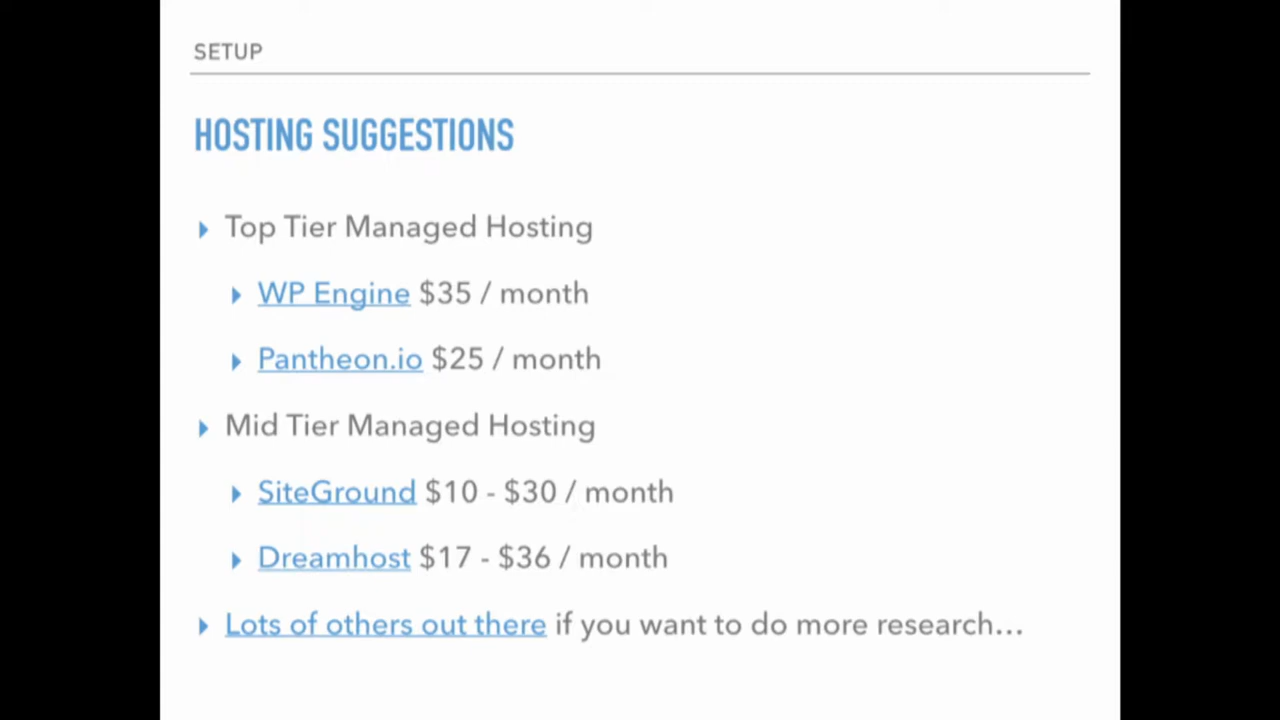 SETUP
HOSTING SUGGESTIONS
Top Tier Managed Hosting
WP Engine $35 / month
Pantheon.io $25 / month
Mid Tier Managed Hosting
SiteGround $10 - $30 / month
Dreamhost $17 - $36 / month
Lots of others out there if you want to do more research...